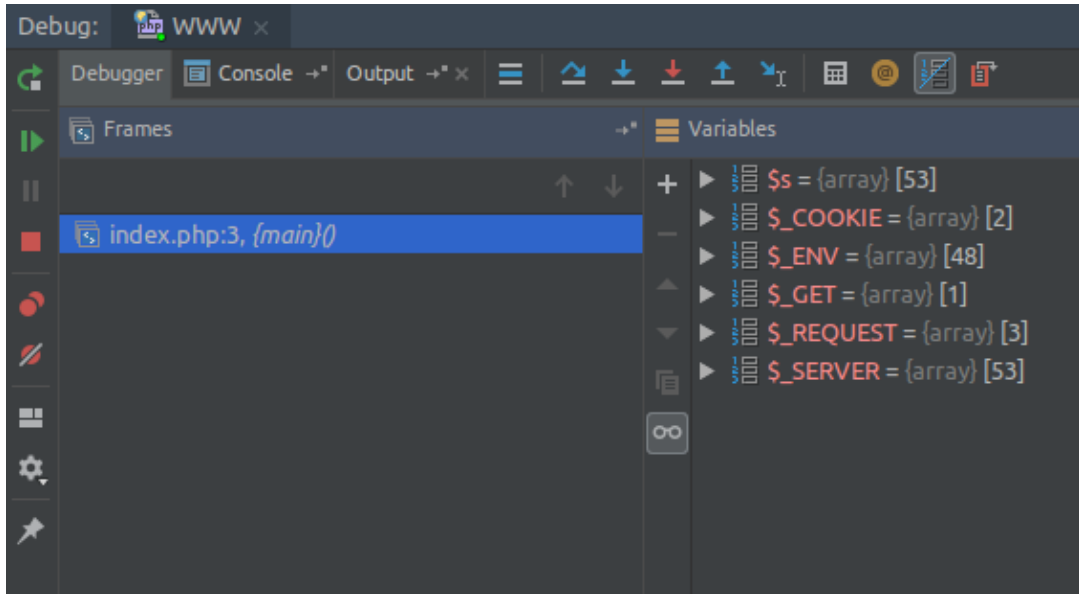 Debug: WWW
Debugger Console Output
Frames
Variables
index.php:3, {main}()
$s = {array} [53]
$_COOKIE = {array} [2]
$_ENV = {array} [48]
$_GET = {array} [1]
$_REQUEST = {array} [3]
$_SERVER = {array} [53]